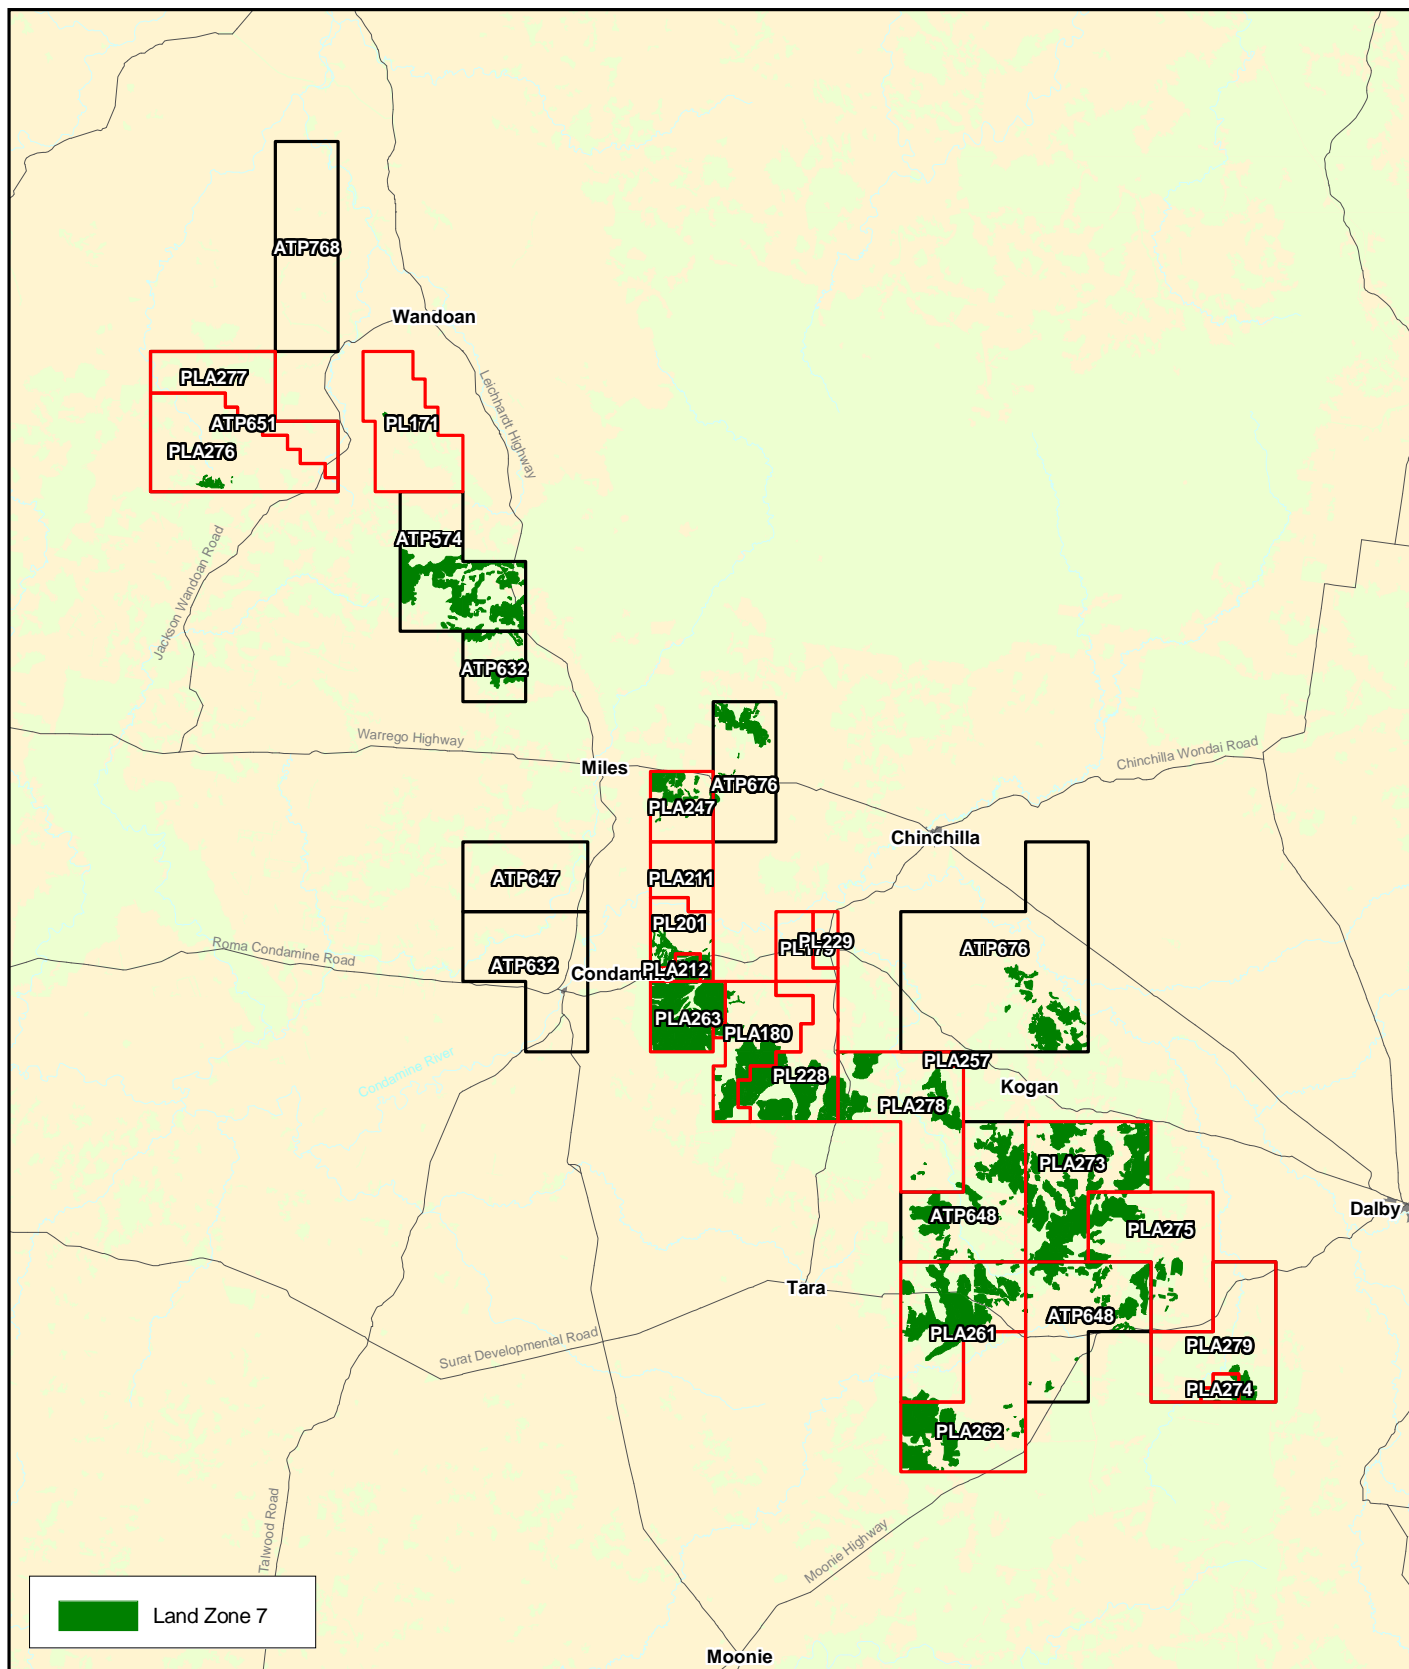 ATP768
Wandoan
PLA277
Leichhardt Highway
ATP651
PL171
PLA276
ATP574
Jackson Wandoan Road
ATP632
Warrego Highway
Miles
Chinchilla Wondai Road
ATP676
PLA247
Chinchilla
ATP647
PLA211
PL201
PL229
Roma Condamine Road
ATP676
ATP632
PLA212
PLA263
PLA180
Condamine River
PLA257
PL228
Kogan
PLA278
PLA273
Dalby
ATP648
PLA275
Tara
ATP648
PLA261
Surat Developmental Road
PLA279
PLA274
PLA262
Talwood Road
Moonie Highway
Land Zone 7
Moonie